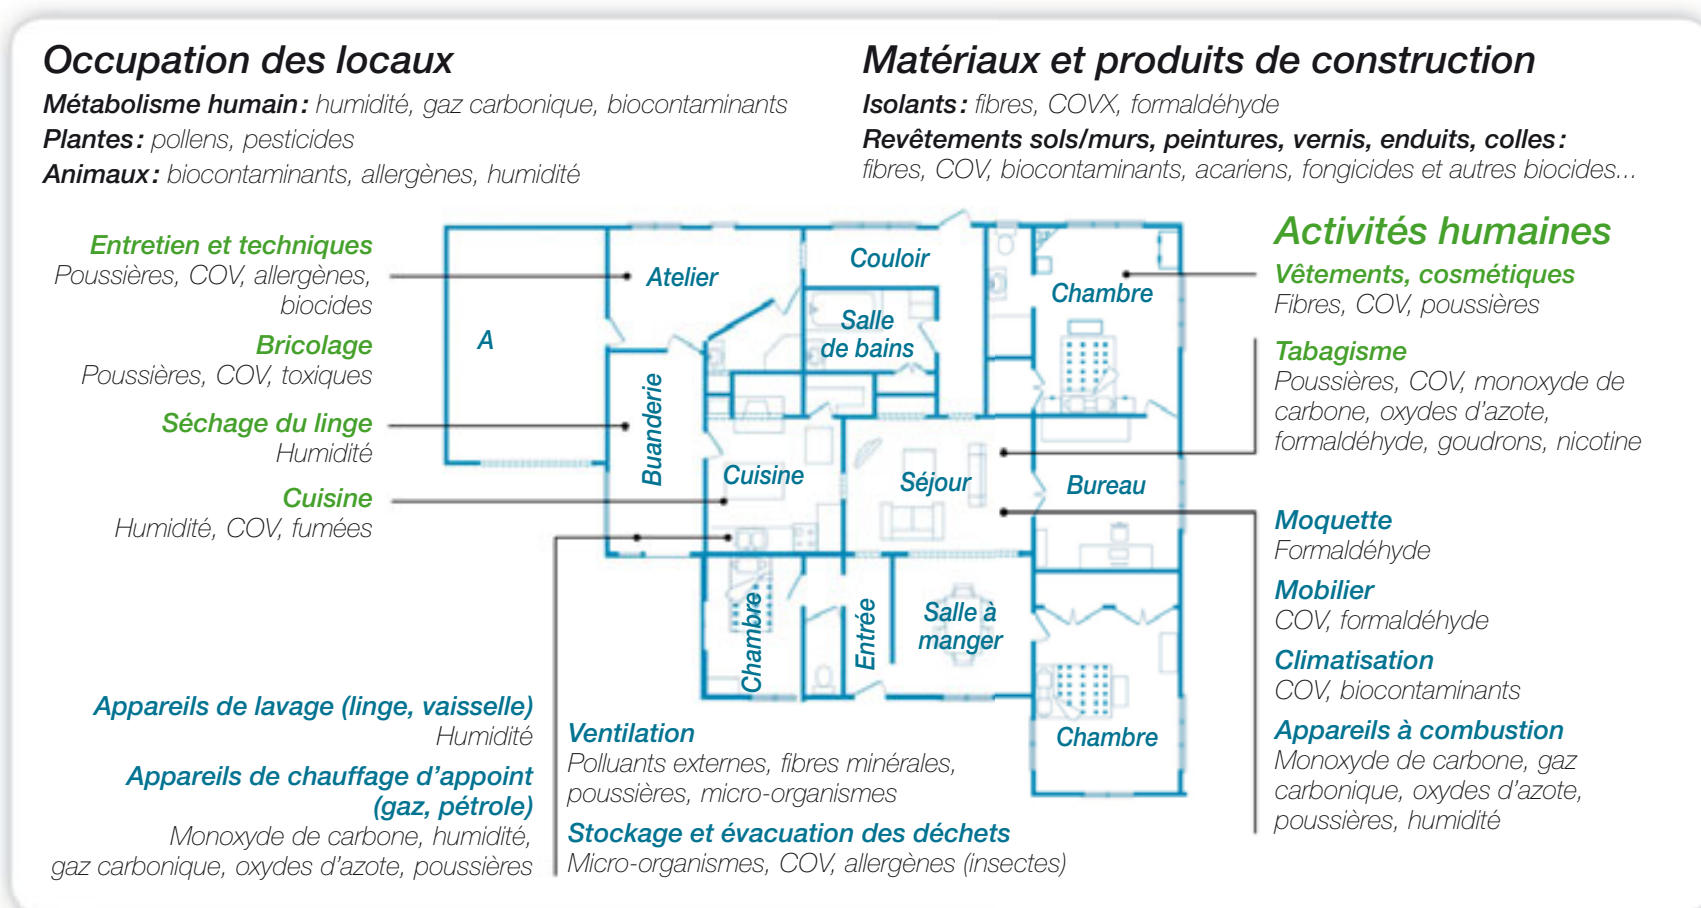 Occupation des locaux
Métabolisme humain : humidité, gaz carbonique, biocontaminants
Plantes : pollens, pesticides
Animaux : biocontaminants, allergènes, humidité
Matériaux et produits de construction
Isolants : fibres, COVX, formaldéhyde
Revêtements sols/murs, peintures, vernis, enduits, colles :
fibres, COV, biocontaminants, acariens, fongicides et autres biocides...
Entretien et techniques
Poussières, COV, allergènes,
biocides
Bricolage
Poussières, COV, toxiques
Séchage du linge
Humidité
Cuisine
Humidité, COV, fumées
A
Atelier
Couloir
Salle
de bains
Chambre
Buanderie
Cuisine
Séjour
Bureau
Chambre
Entrée
Salle à
manger
Chambre
Activités humaines
Vêtements, cosmétiques
Fibres, COV, poussières
Tabagisme
Poussières, COV, monoxyde de
carbone, oxydes d'azote,
formaldéhyde, goudrons, nicotine
Moquette
Formaldéhyde
Mobilier
COV, formaldéhyde
Climatisation
COV, biocontaminants
Appareils à combustion
Monoxyde de carbone, gaz
carbonique, oxydes d'azote,
poussières, humidité
Appareils de lavage (linge, vaisselle)
Humidité
Appareils de chauffage d'appoint
(gaz, pétrole)
Monoxyde de carbone, humidité,
gaz carbonique, oxydes d'azote, poussières
Ventilation
Polluants externes, fibres minérales,
poussières, micro-organismes
Stockage et évacuation des déchets
Micro-organismes, COV, allergènes (insectes)